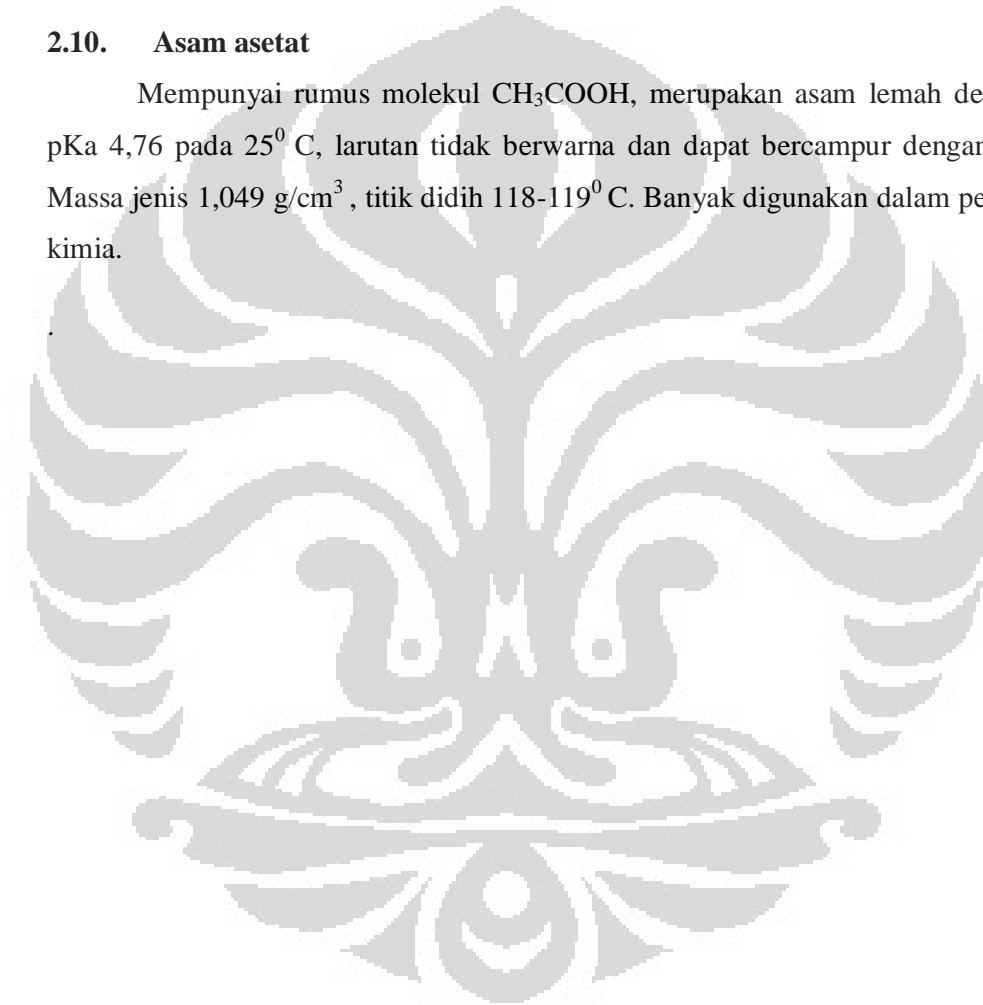 2.10. Asam asetat
Mempunyai rumus molekul CH₃COOH, merupakan asam lemah de
pKa 4,76 pada 25⁰ C, larutan tidak berwarna dan dapat bercampur dengan
Massa jenis 1,049 g/cm³ , titik didih 118-119⁰ C. Banyak digunakan dalam pe
kimia.
.